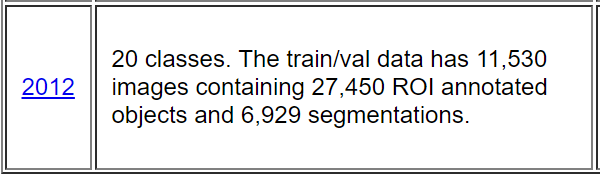 2012
20 classes. The train/val data has 11,530
images containing 27,450 ROI annotated
objects and 6,929 segmentations.